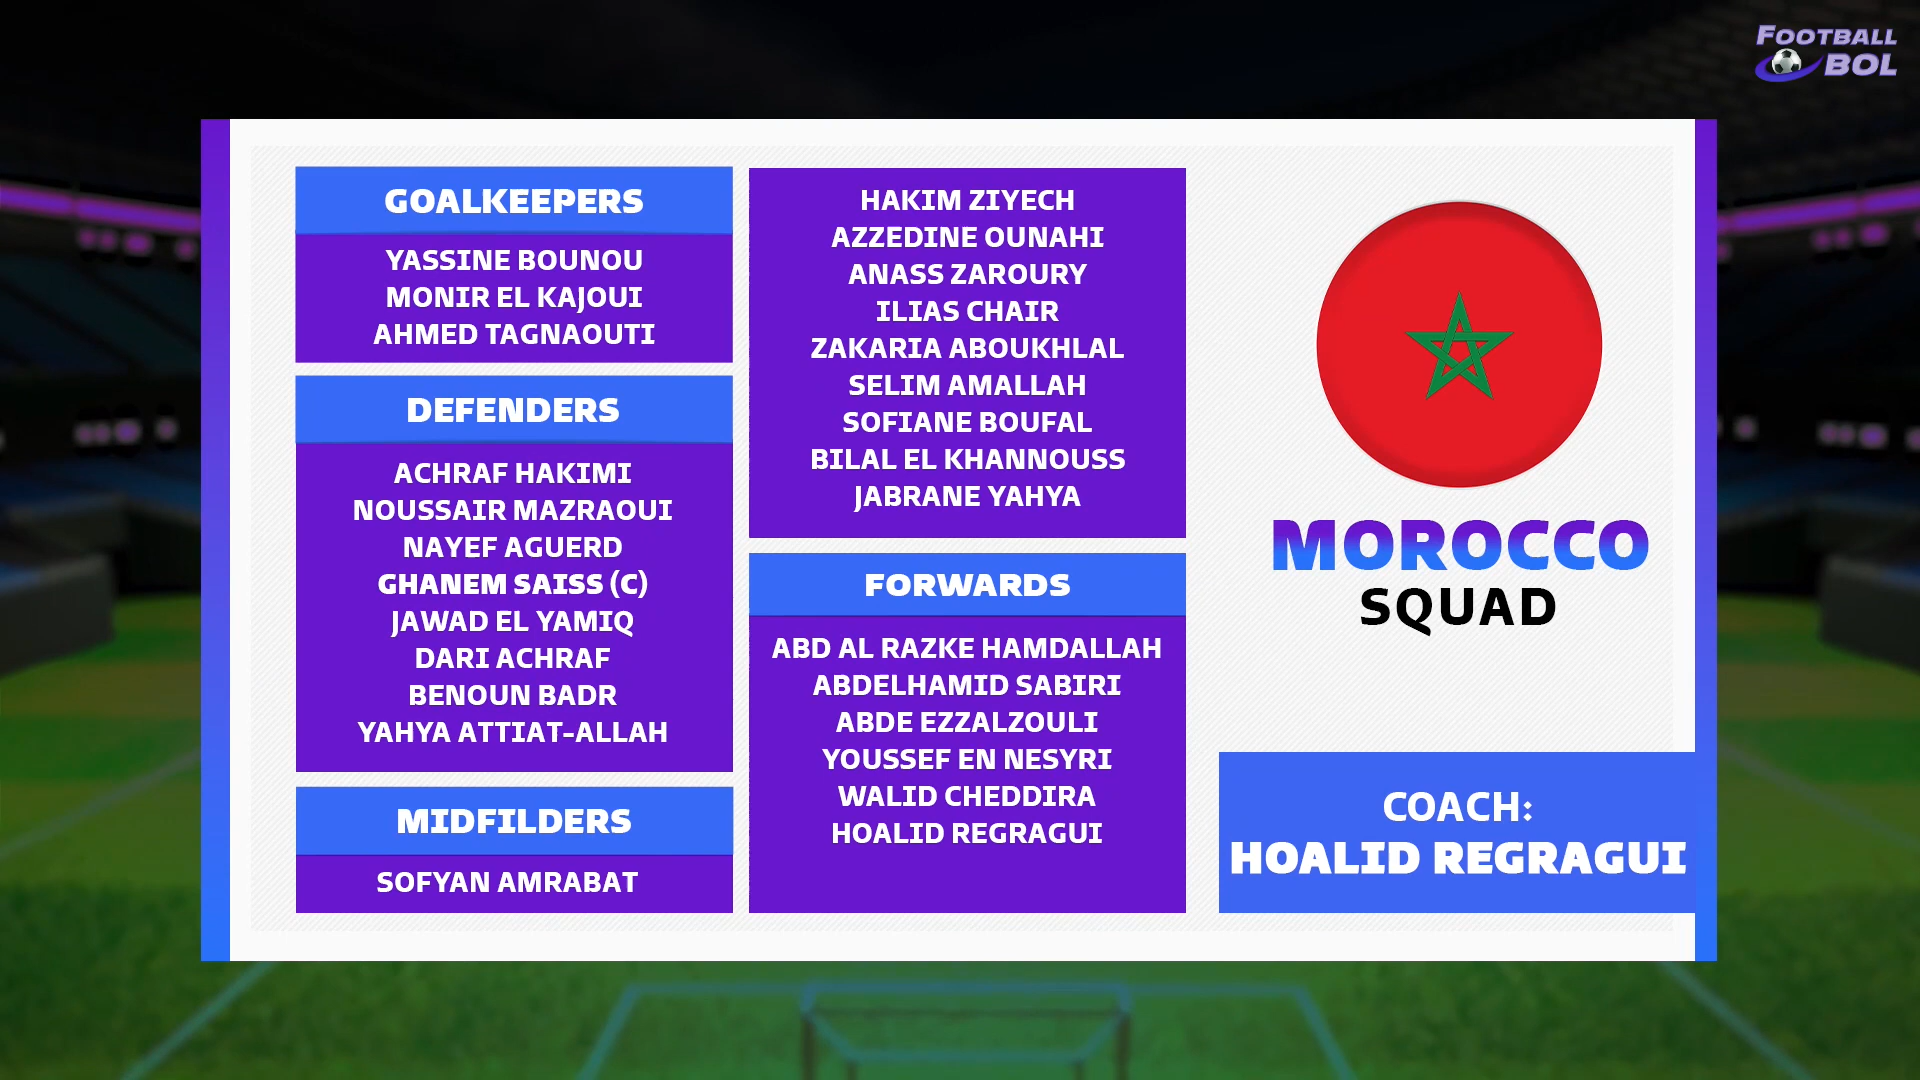 FOOTBALL
BOL
GOALKEEPERS
YASSINE BOUNOU
MONIR EL KAJOUI
AHMED TAGNAOUTI
DEFENDERS
ACHRAF HAKIMI
NOUSSAIR MAZRAOUI
NAYEF AGUERD
GHANEM SAISS (C)
JAWAD EL YAMIQ
DARI ACHRAF
BENOUN BADR
YAHYA ATTIAT-ALLAH
MIDFILDERS
SOFYAN AMRABAT
HAKIM ZIYECH
AZZEDINE OUNAHI
ANASS ZAROURY
ILIAS CHAIR
ZAKARIA ABOUKHLAL
SELIM AMALLAH
SOFIANE BOUFAL
BILAL EL KHANNOUSS
JABRANE YAHYA
FORWARDS
ABD AL RAZKE HAMDALLAH
ABDELHAMID SABIRI
ABDE EZZALZOULI
YOUSSEF EN NESYRI
WALID CHEDDIRA
HOALID REGRAGUI
MOROCCO
SQUAD
COACH:
HOALID REGRAGUI